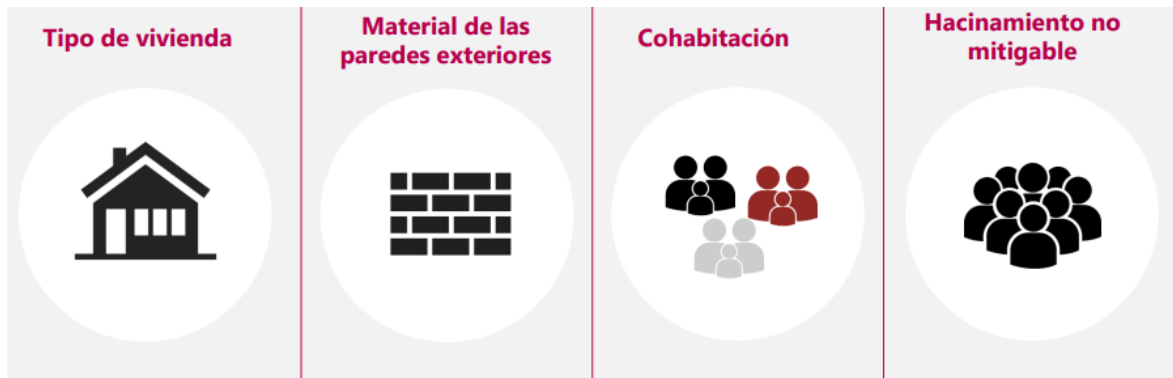 Tipo de vivienda
Material de las
paredes exteriores
Cohabitación
Hacinamiento no
mitigable